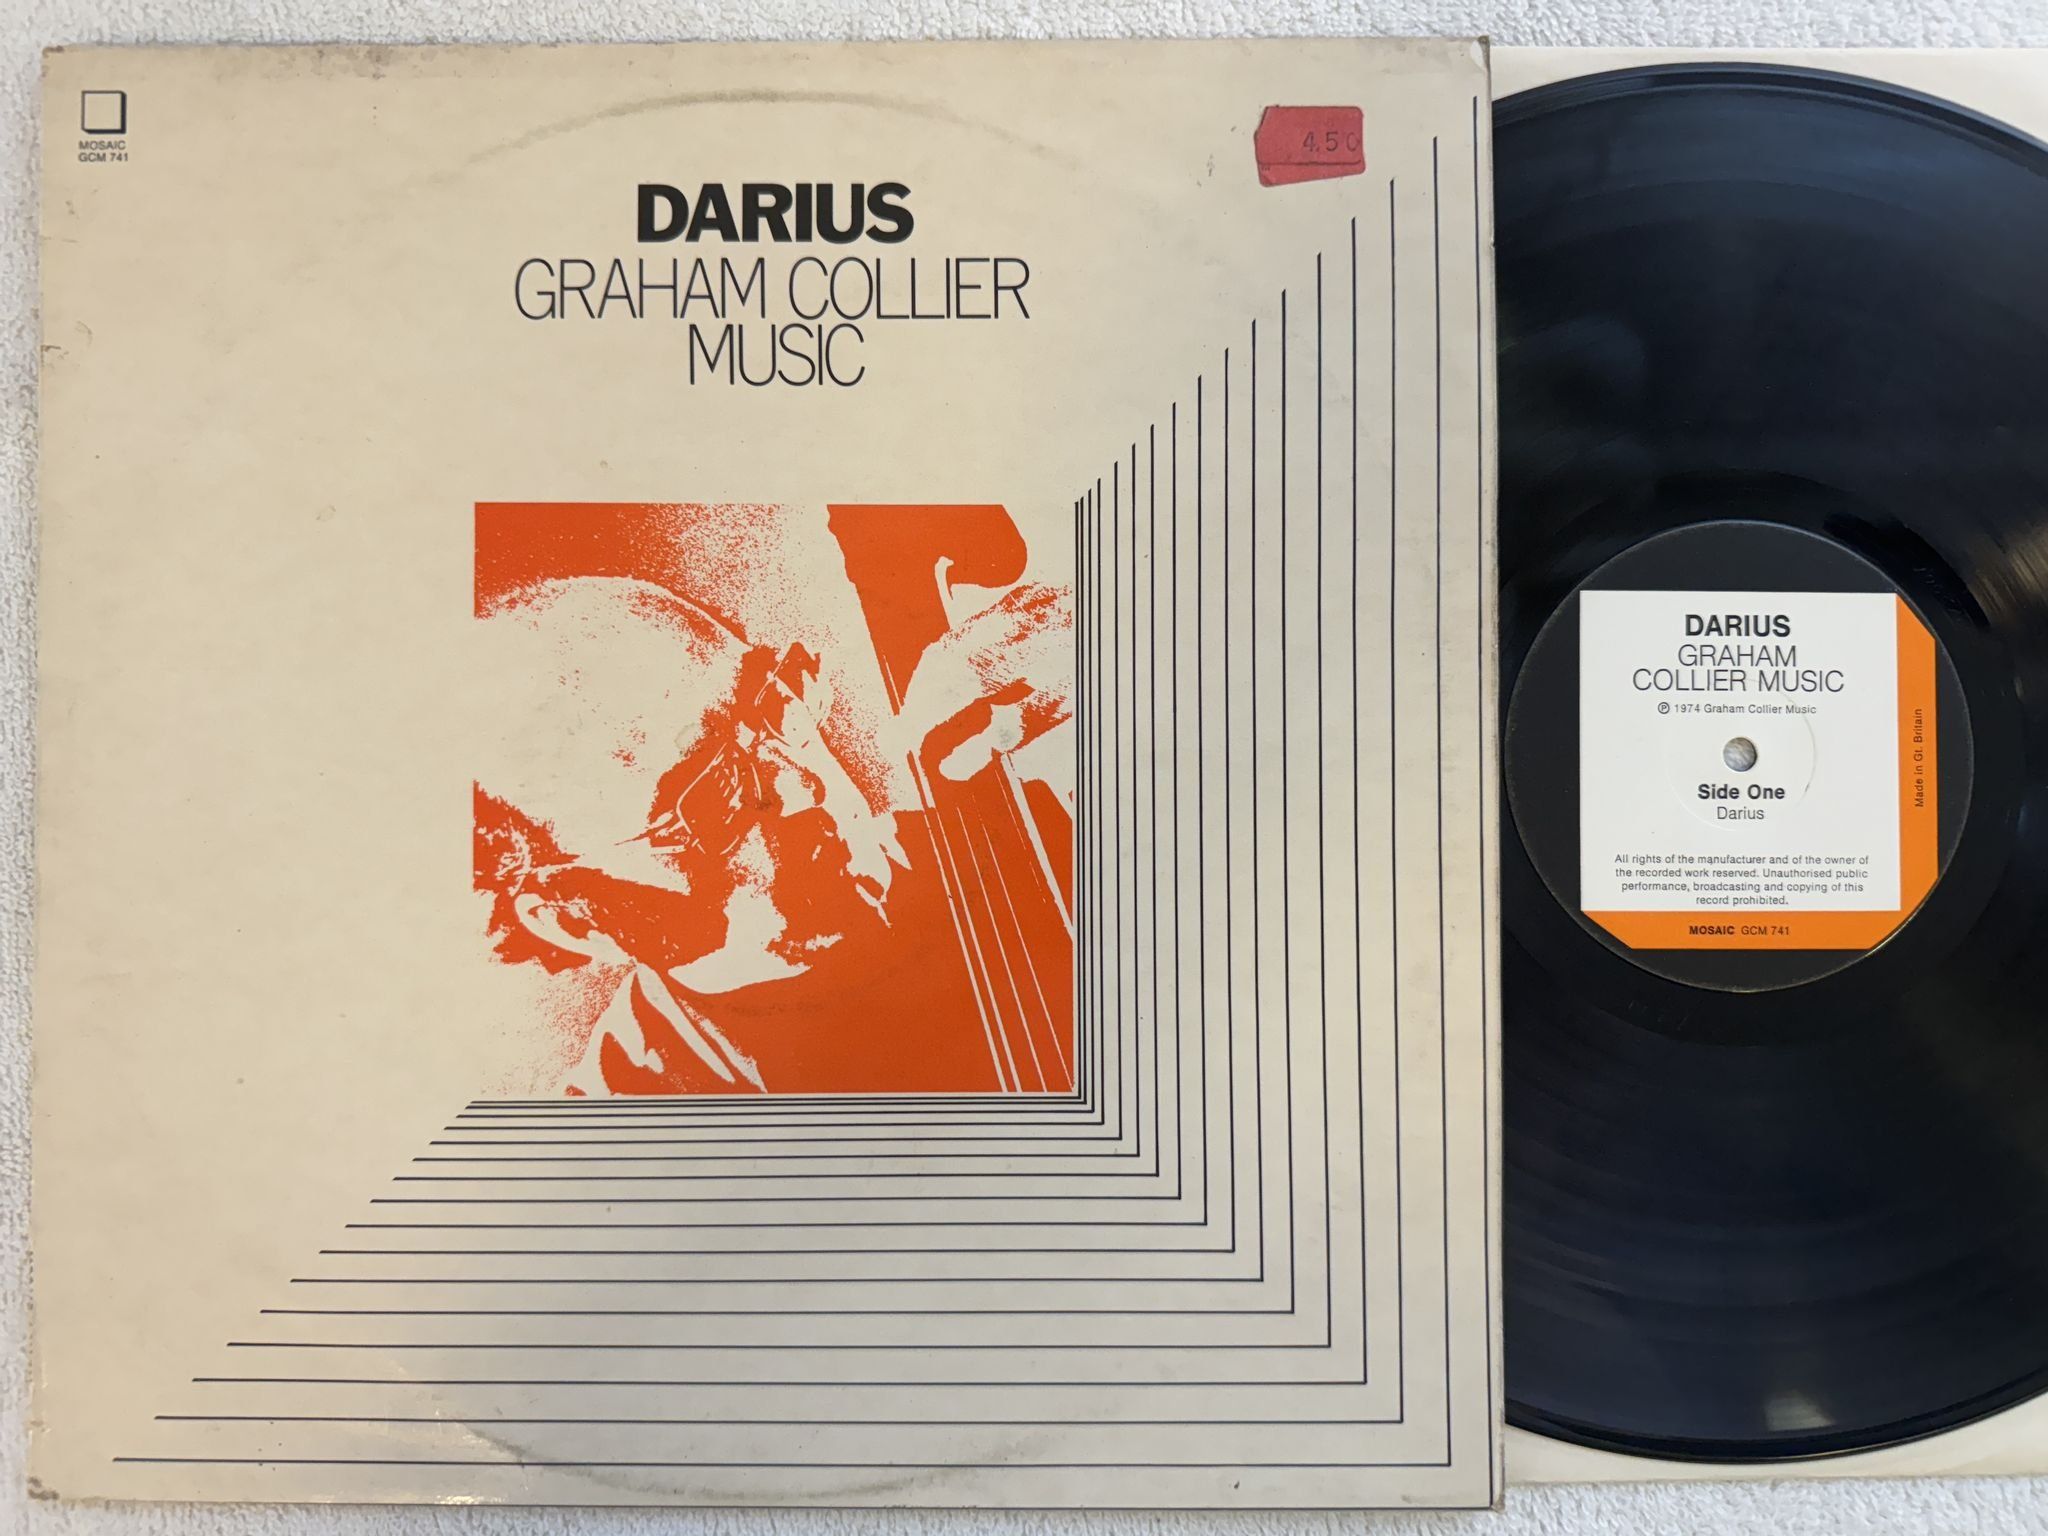 MOSAIC
GCM 741
4.50
DARIUS
GRAHAM COLLIER
MUSIC
DARIUS
GRAHAM
COLLIER MUSIC
Ⓟ 1974 Graham Collier Music
Made in Gt. Britain
Side One
Darius
All rights of the manufacturer and of the owner of
the recorded work reserved. Unauthorised public
performance, broadcasting and copying of this
record prohibited.
MOSAIC GCM 741